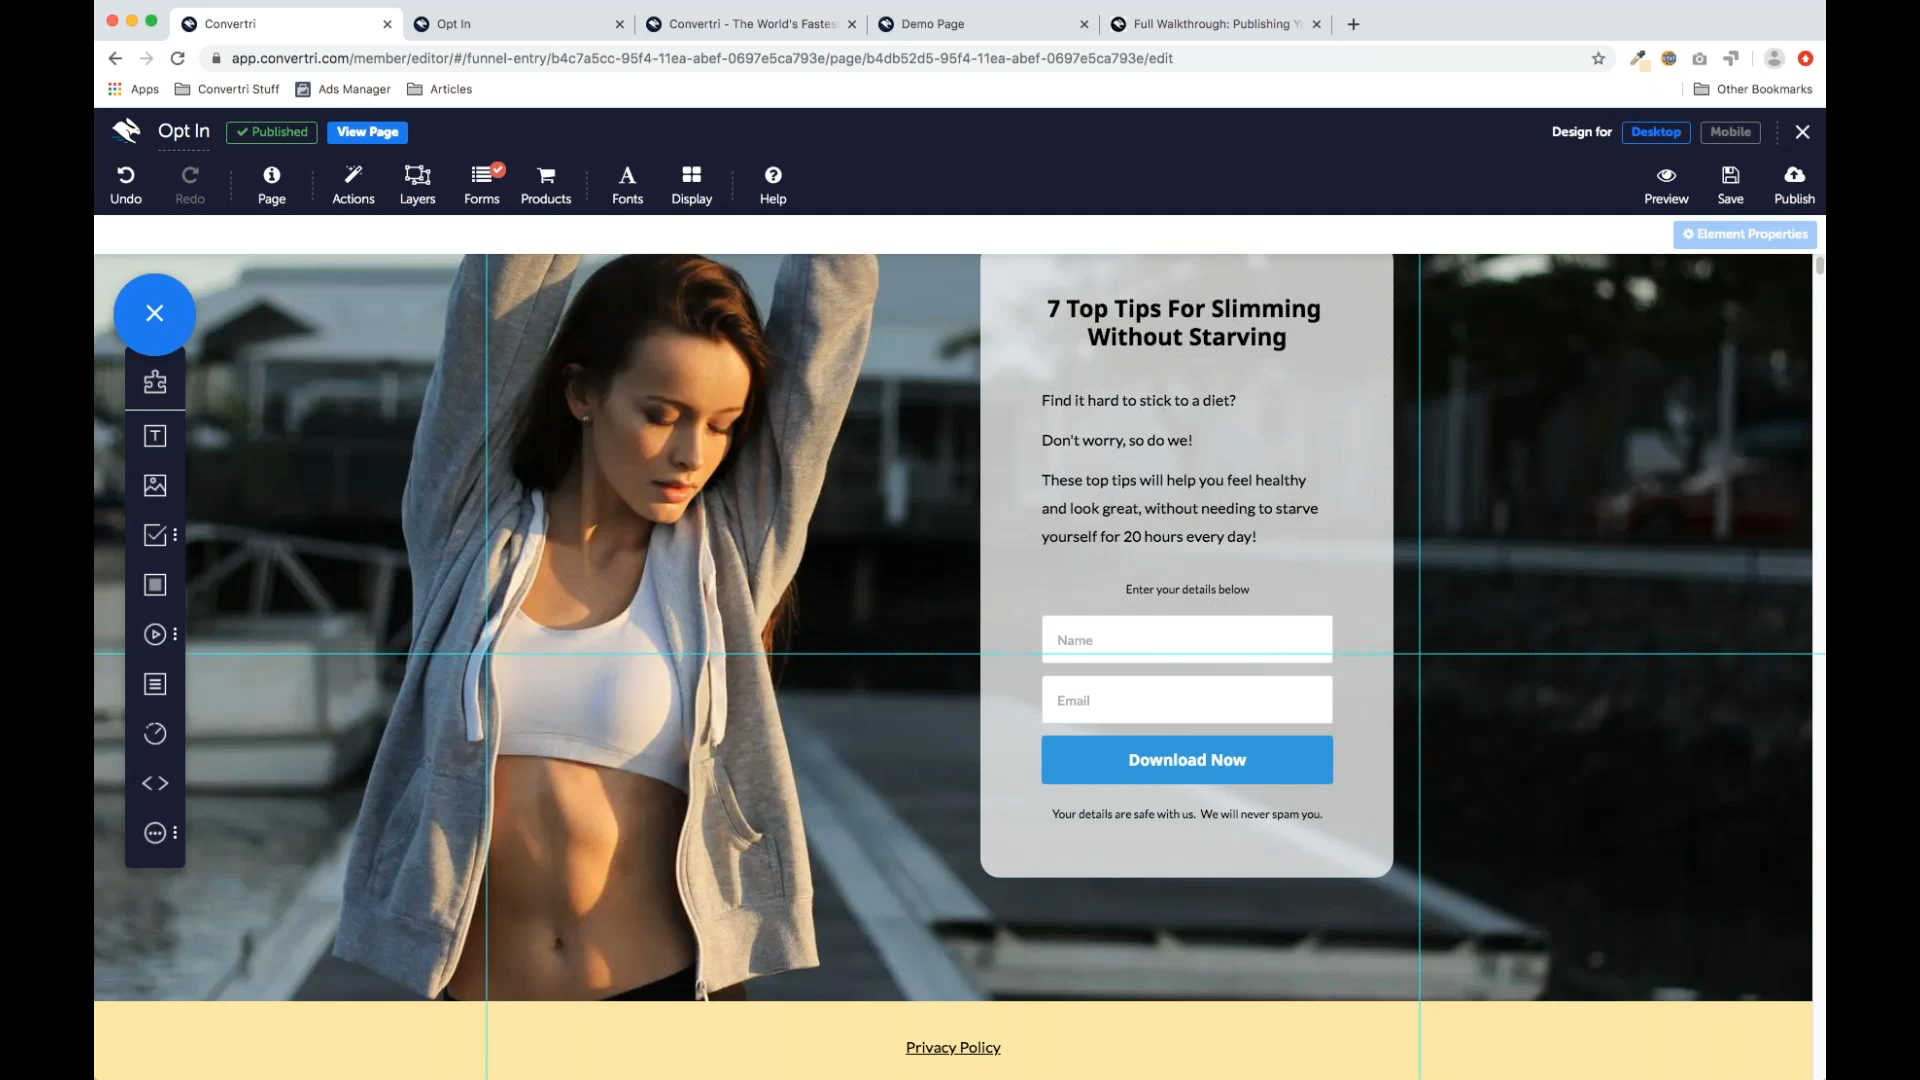 Convertri
Opt In
Convertri - The World's Fastes
Demo Page
Full Walkthrough: Publishing Y
app.convertri.com/member/editor/#/funnel-entry/b4c7a5cc-95f4-11ea-abef-0697e5ca793e/page/b4db52d5-95f4-11ea-abef-0697e5ca793e/edit
Apps
Convertri Stuff
Ads Manager
Articles
Other Bookmarks
Opt In
Published
View Page
Design for
Desktop
Mobile
Undo
Redo
Page
Actions
Layers
Forms
Products
Fonts
Display
Help
Preview
Save
Publish
Element Properties
7 Top Tips For Slimming
Without Starving
Find it hard to stick to a diet?
Don't worry, so do we!
These top tips will help you feel healthy
and look great, without needing to starve
yourself for 20 hours every day!
Enter your details below
Name
Email
Download Now
Your details are safe with us. We will never spam you.
Privacy Policy